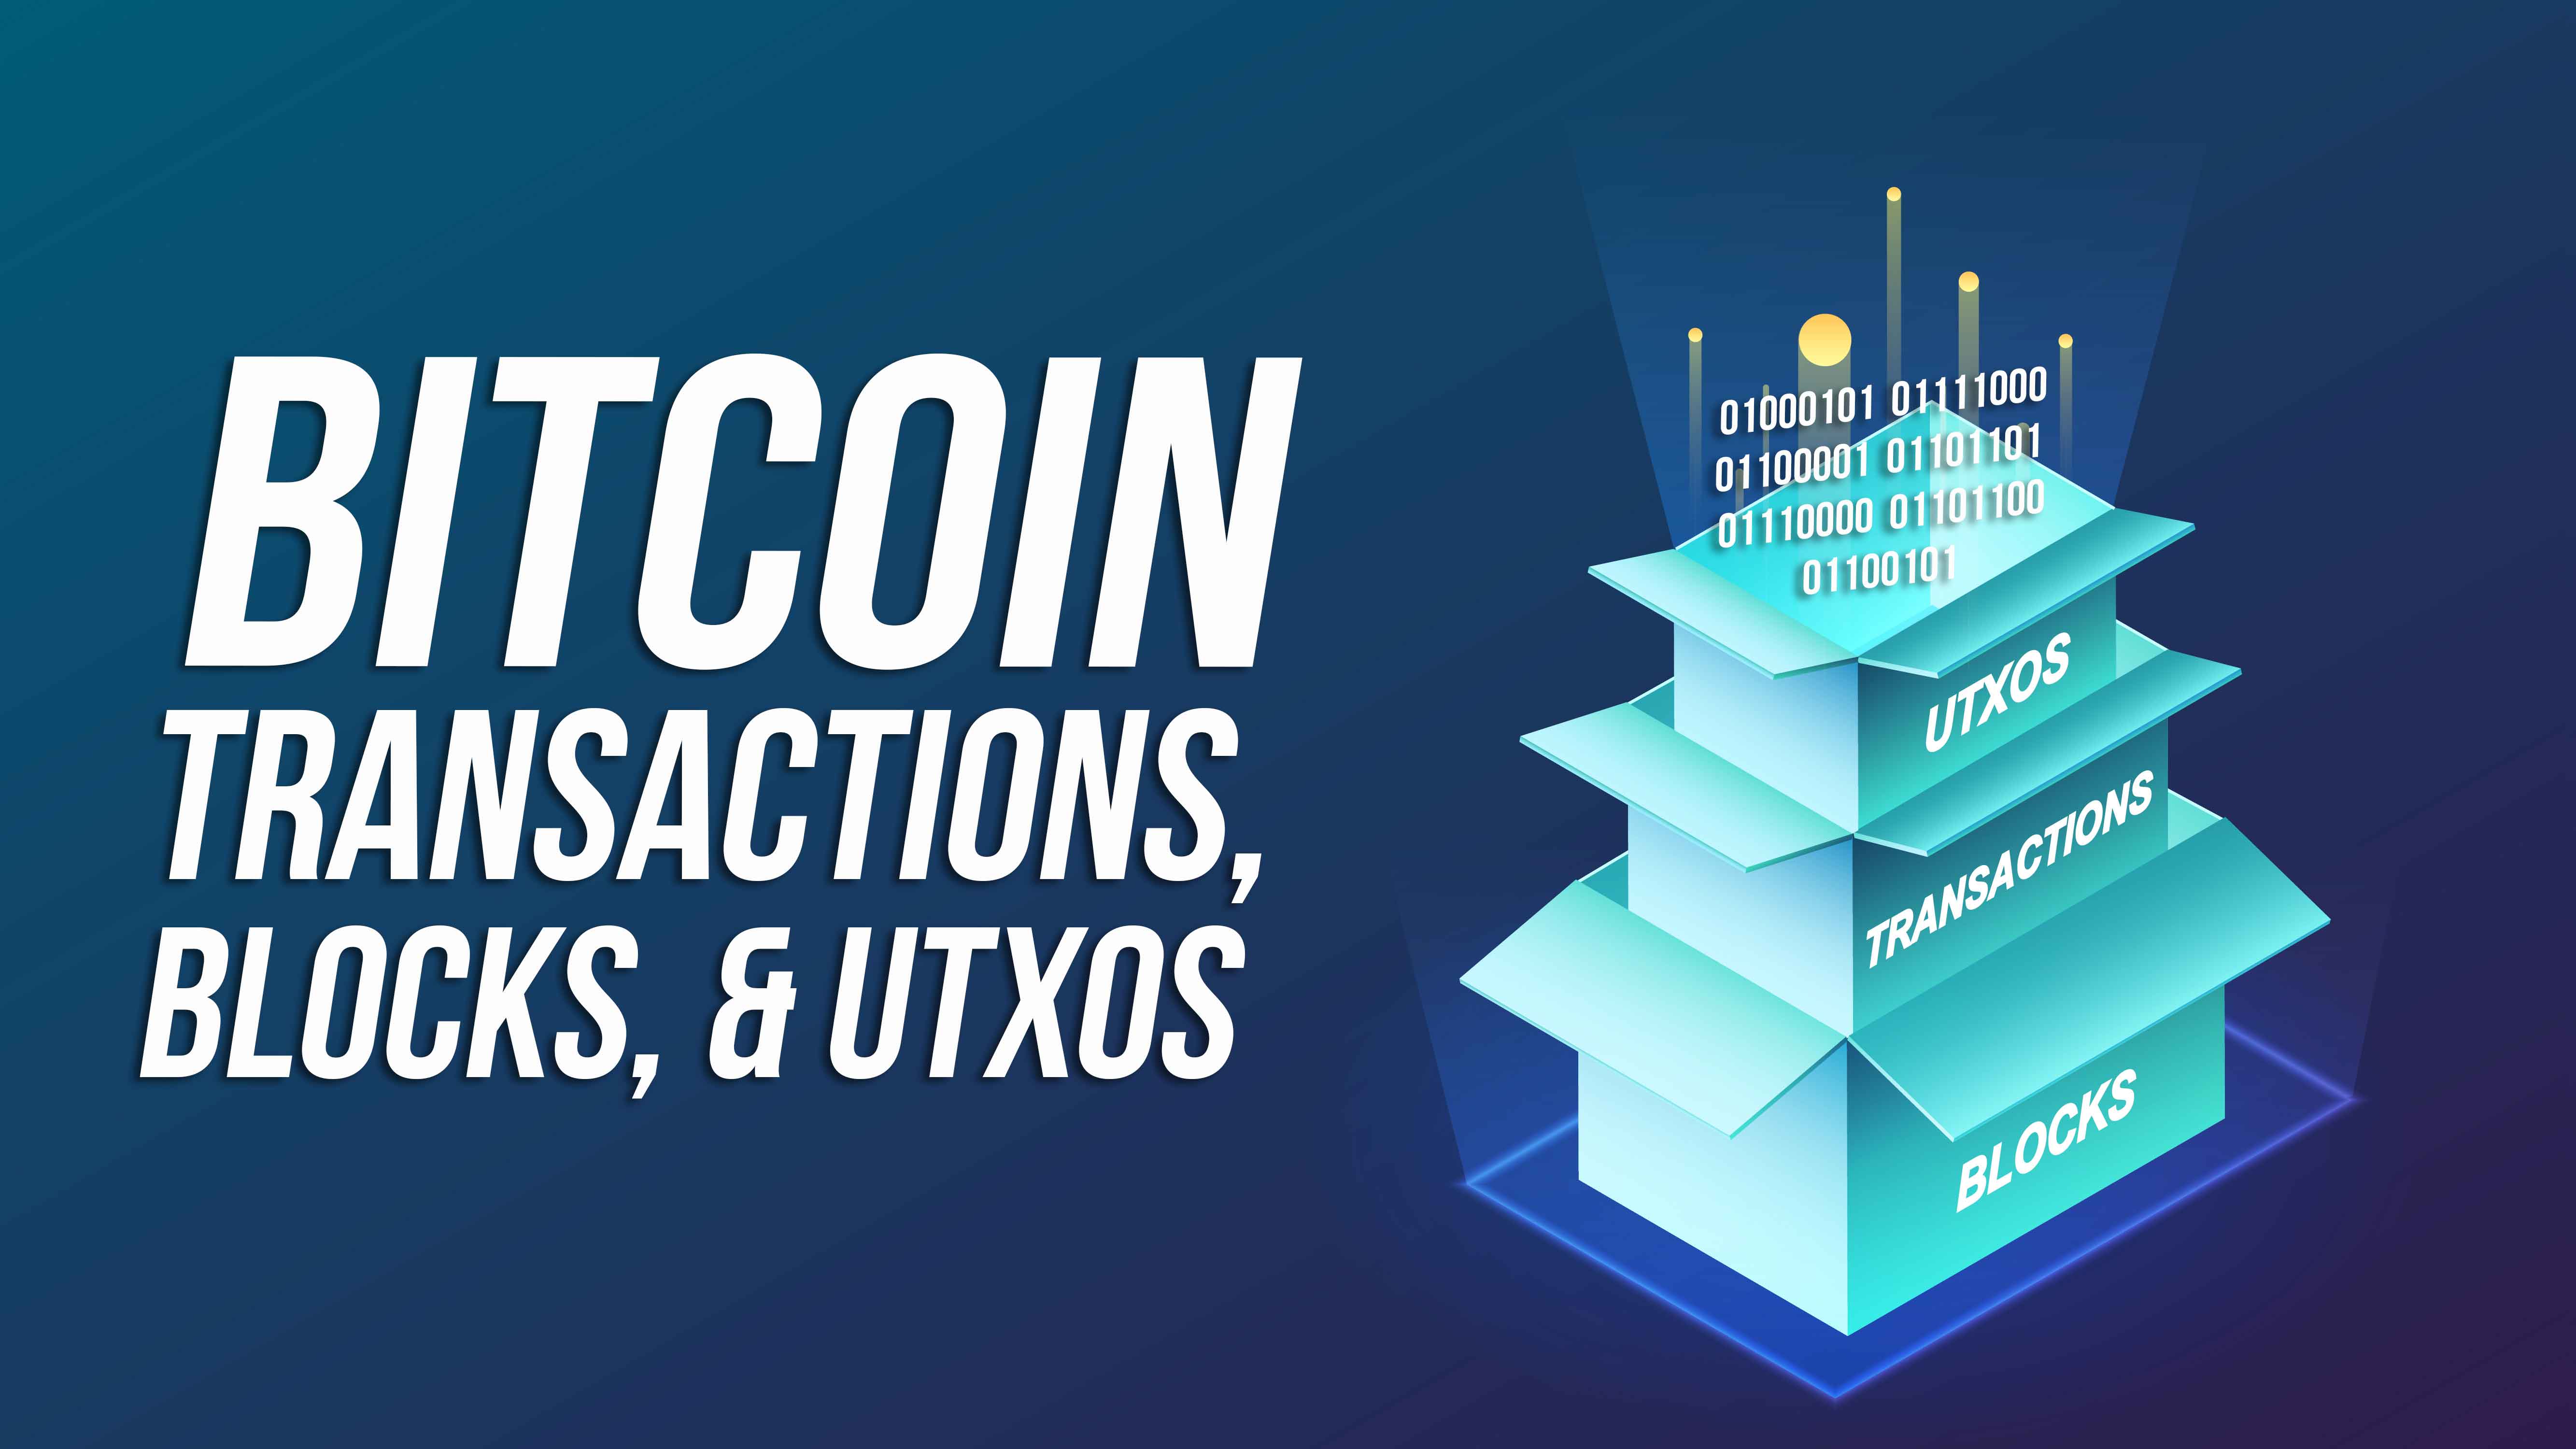 BITCOIN
TRANSACTIONS,
BLOCKS, & UTXOS
01000101 01111000
01100001 01101101
01110000 01101100
01100101
UTXOS
TRANSACTIONS
BLOCKS